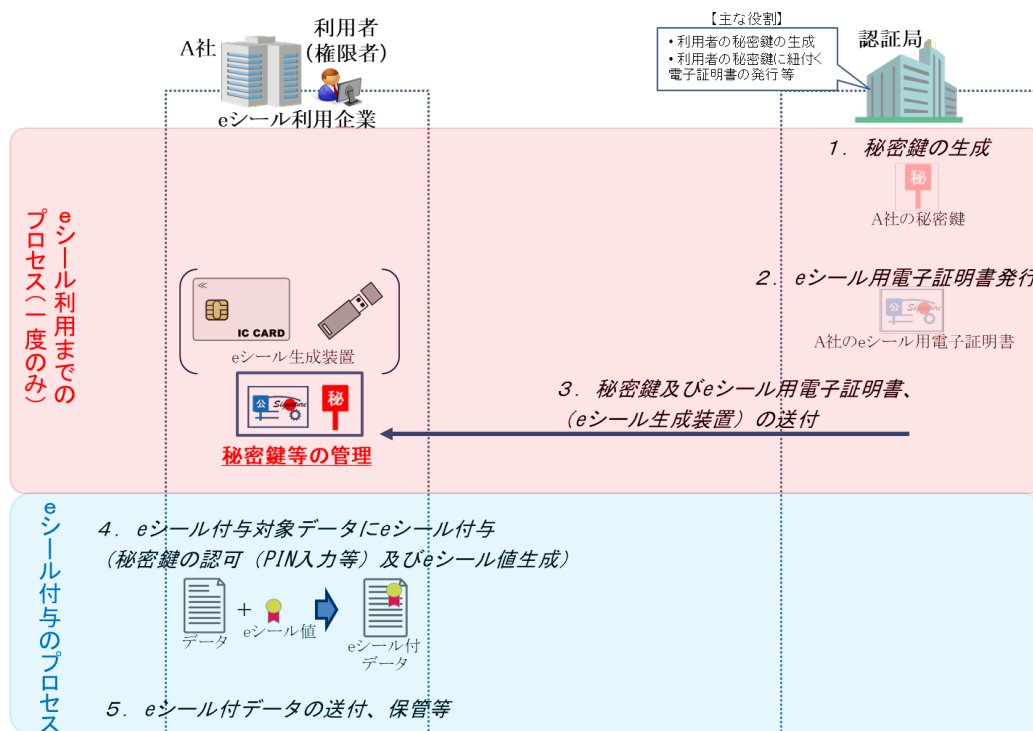 【主な役割】
・利用者の秘密鍵の生成
・利用者の秘密鍵に紐付く
電子証明書の発行 等
認証局
A社
利用者
(権限者)
eシール利用企業
eシール利用までの
プロセス(一度のみ)
1. 秘密鍵の生成
秘
A社の秘密鍵
2. eシール用電子証明書発行
公
A社のeシール用電子証明書
IC CARD
eシール生成装置
公 Signature 秘
秘密鍵等の管理
3. 秘密鍵及びeシール用電子証明書、
(eシール生成装置)の送付
eシール付与のプロセス
4. eシール付与対象データにeシール付与
(秘密鍵の認可(PIN入力等)及びeシール値生成)
+
データ
eシール値
eシール付
データ
5. eシール付データの送付、保管等